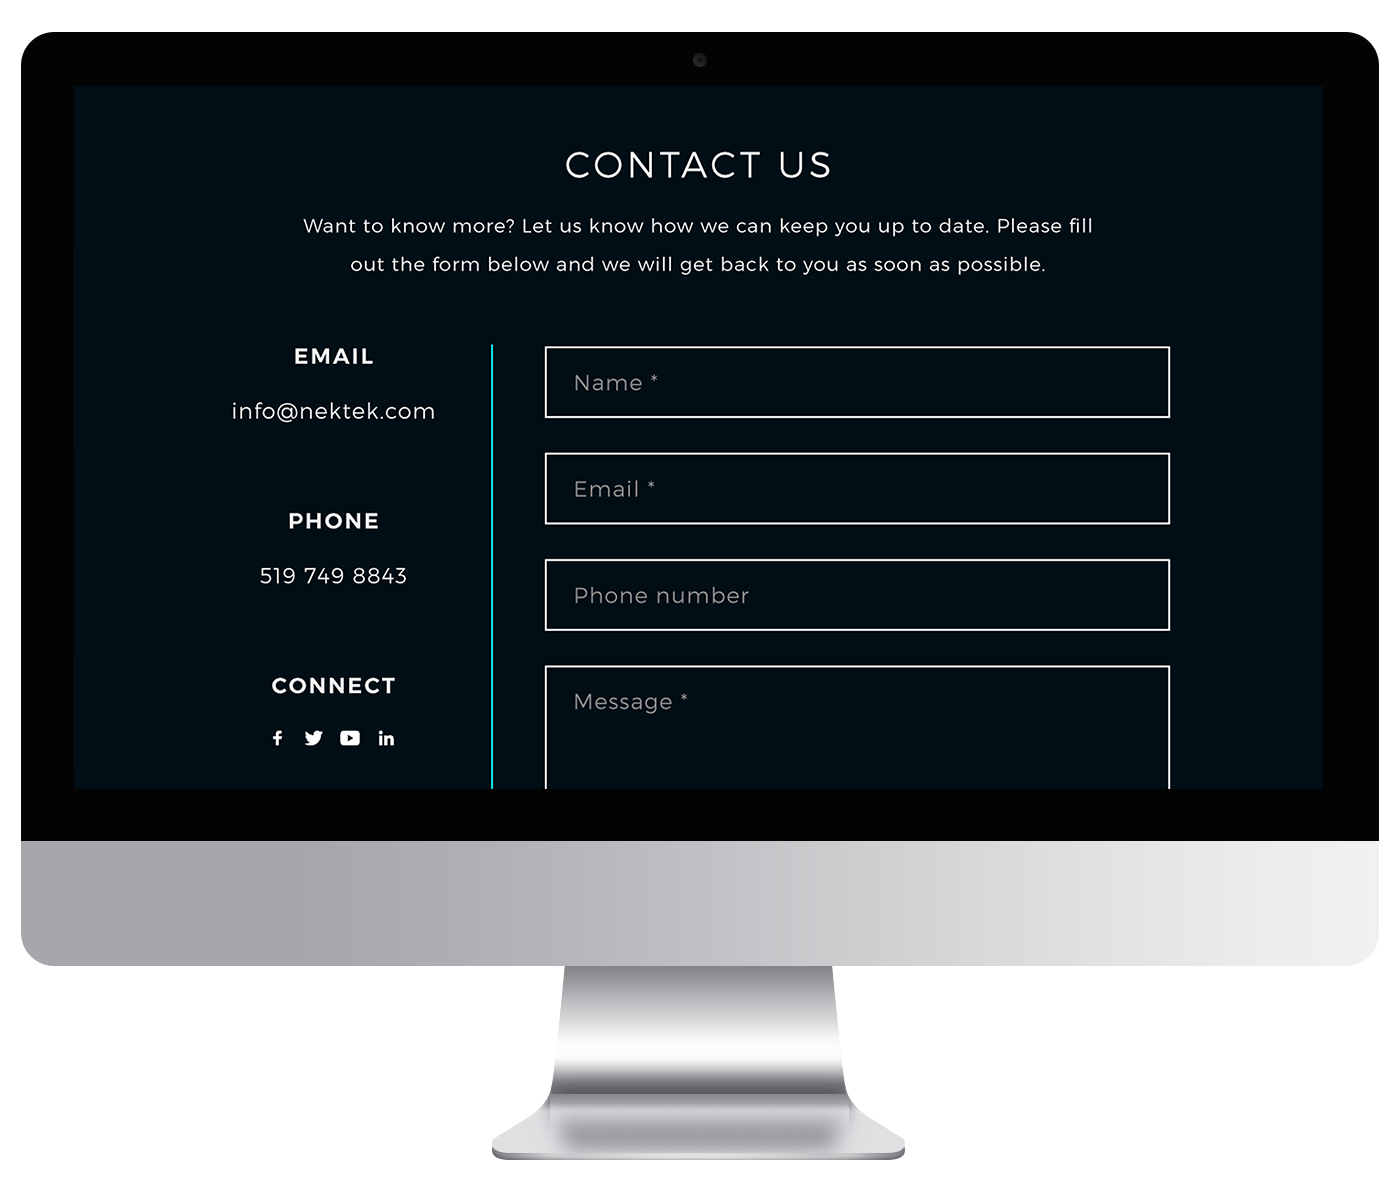 CONTACT US
Want to know more? Let us know how we can keep you up to date. Please fill
out the form below and we will get back to you as soon as possible.
EMAIL
info@nektek.com
PHONE
519 749 8843
CONNECT
Name *
Email *
Phone number
Message *